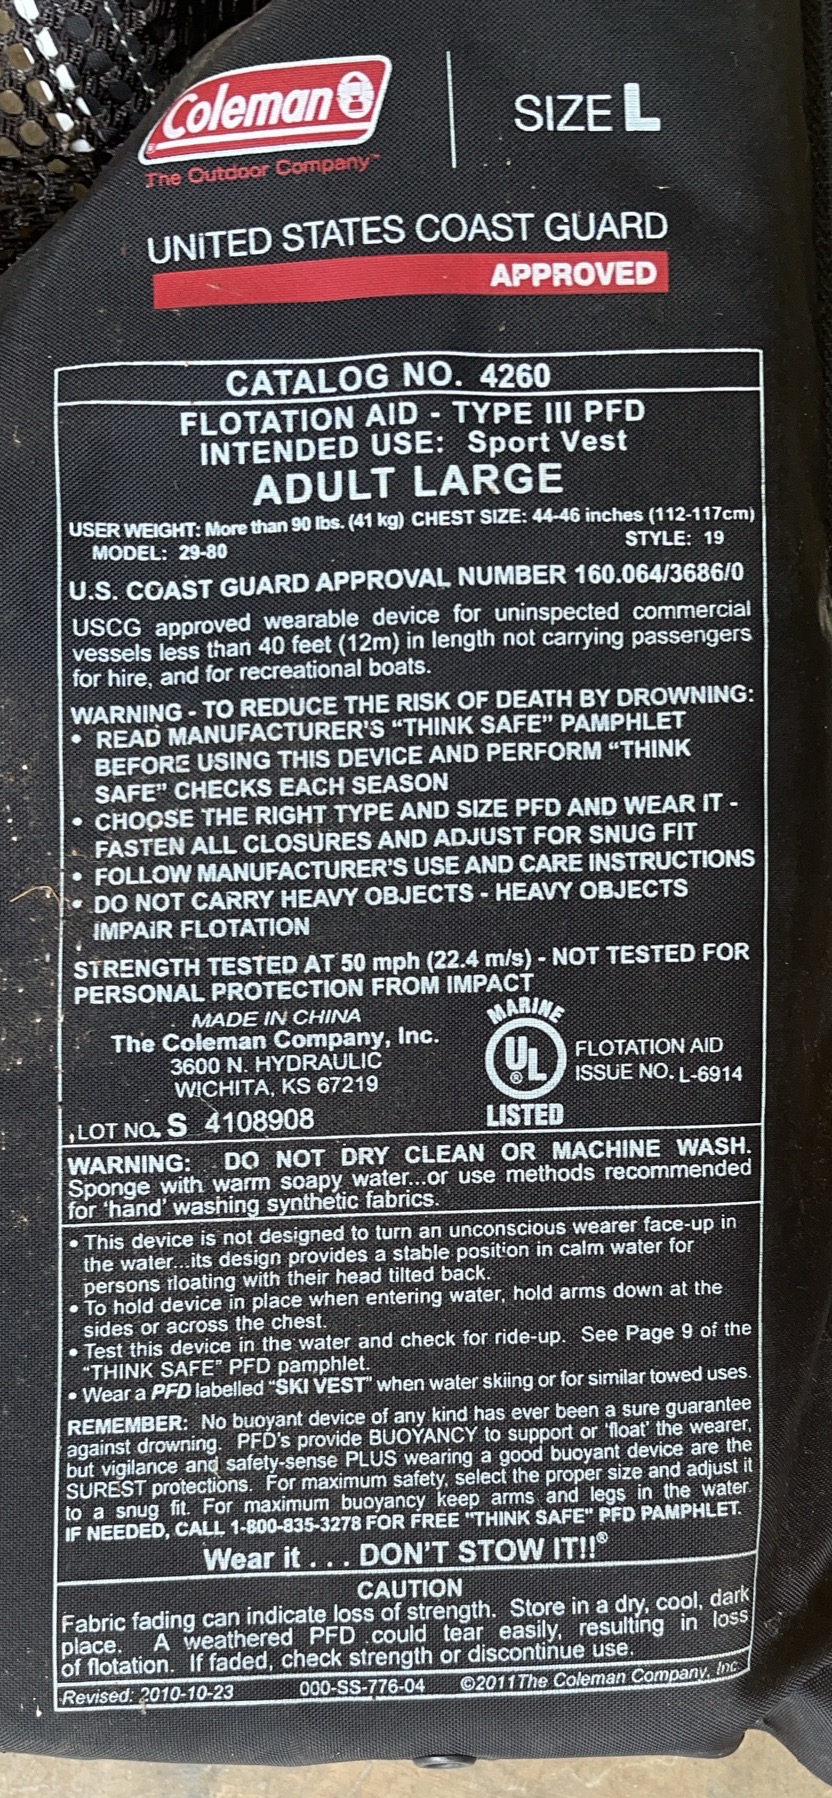 Coleman
The Outdoor Company™
SIZE L
UNITED STATES COAST GUARD
APPROVED
CATALOG NO. 4260
FLOTATION AID - TYPE III PFD
INTENDED USE: Sport Vest
ADULT LARGE
USER WEIGHT: More than 90 lbs. (41 kg) CHEST SIZE: 44-46 inches (112-117cm)
MODEL: 29-80 STYLE: 19
U.S. COAST GUARD APPROVAL NUMBER 160.064/3686/0
USCG approved wearable device for uninspected commercial
vessels less than 40 feet (12m) in length not carrying passengers
for hire, and for recreational boats.
WARNING - TO REDUCE THE RISK OF DEATH BY DROWNING:
• READ MANUFACTURER'S “THINK SAFE” PAMPHLET
BEFORE USING THIS DEVICE AND PERFORM “THINK
SAFE” CHECKS EACH SEASON
• CHOOSE THE RIGHT TYPE AND SIZE PFD AND WEAR IT -
FASTEN ALL CLOSURES AND ADJUST FOR SNUG FIT
• FOLLOW MANUFACTURER'S USE AND CARE INSTRUCTIONS
• DO NOT CARRY HEAVY OBJECTS - HEAVY OBJECTS
IMPAIR FLOTATION
STRENGTH TESTED AT 50 mph (22.4 m/s) - NOT TESTED FOR
PERSONAL PROTECTION FROM IMPACT
MADE IN CHINA
The Coleman Company, Inc.
3600 N. HYDRAULIC
WICHITA, KS 67219
LOT NO. S 4108908
MARINE
UL®
LISTED
FLOTATION AID
ISSUE NO. L-6914
WARNING: DO NOT DRY CLEAN OR MACHINE WASH.
Sponge with warm soapy water...or use methods recommended
for 'hand' washing synthetic fabrics.
• This device is not designed to turn an unconscious wearer face-up in
the water...its design provides a stable position in calm water for
persons floating with their head tilted back.
• To hold device in place when entering water, hold arms down at the
sides or across the chest.
• Test this device in the water and check for ride-up. See Page 9 of the
“THINK SAFE” PFD pamphlet.
• Wear a PFD labelled “SKI VEST” when water skiing or for similar towed uses.
REMEMBER: No buoyant device of any kind has ever been a sure guarantee
against drowning. PFD's provide BUOYANCY to support or 'float' the wearer,
but vigilance and safety-sense PLUS wearing a good buoyant device are the
SUREST protections. For maximum safety, select the proper size and adjust it
to a snug fit. For maximum buoyancy keep arms and legs in the water.
IF NEEDED, CALL 1-800-835-3278 FOR FREE "THINK SAFE" PFD PAMPHLET.
Wear it . . . DON'T STOW IT!!®
CAUTION
Fabric fading can indicate loss of strength. Store in a dry, cool, dark
place. A weathered PFD could tear easily, resulting in loss
of flotation. If faded, check strength or discontinue use.
Revised: 2010-10-23 000-SS-776-04 ©2011 The Coleman Company, Inc.